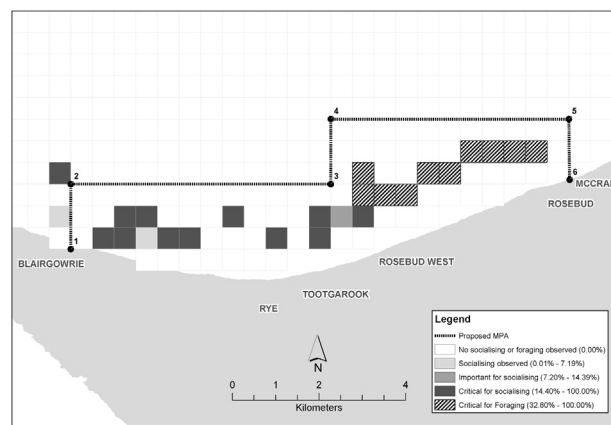 4
5
2
3
6
MCCRAE
ROSEBUD
1
BLAIRGOWRIE
ROSEBUD WEST
TOOTGAROOK
RYE
N
0 1 2 4
Kilometers
Legend
Proposed MPA
No socialising or foraging observed (0.00%)
Socialising observed (0.01% - 7.19%)
Important for socialising (7.20% - 14.39%)
Critical for socialising (14.40% - 100.00%)
Critical for Foraging (32.80% - 100.00%)